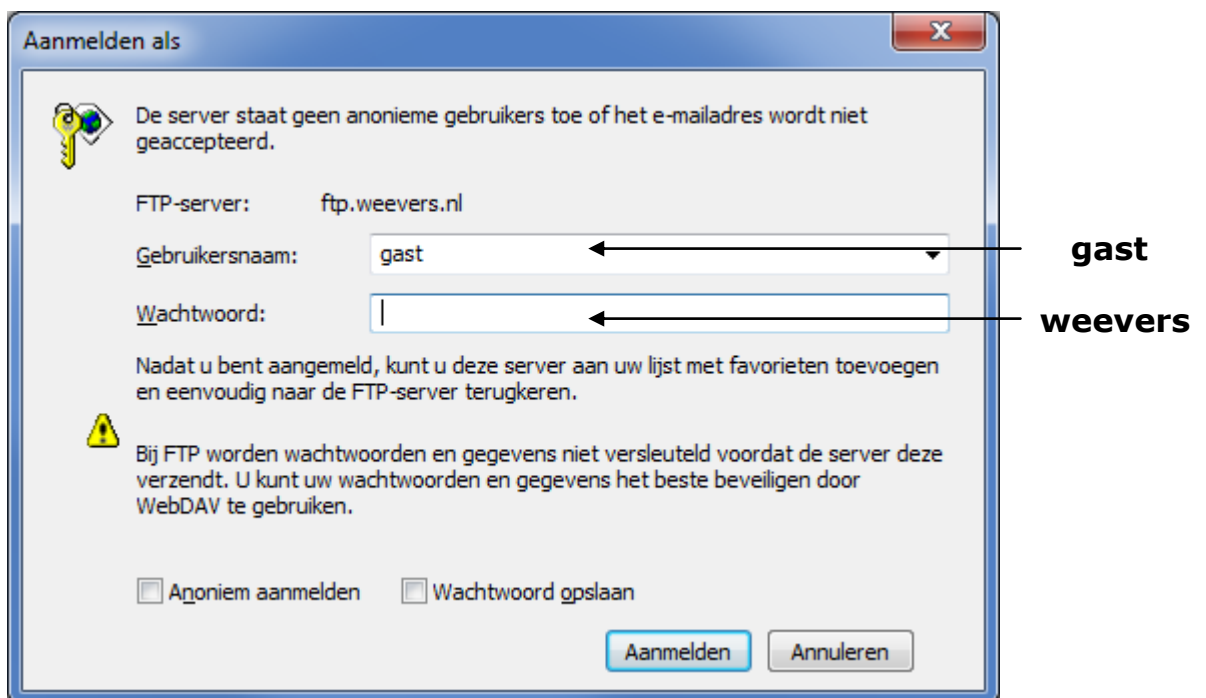 Aanmelden als
De server staat geen anonieme gebruikers toe of het e-mailadres wordt niet
geaccepteerd.
FTP-server: ftp.weevers.nl
Gebruikersnaam: gast gast
Wachtwoord: weevers
Nadat u bent aangemeld, kunt u deze server aan uw lijst met favorieten toevoegen
en eenvoudig naar de FTP-server terugkeren.
Bij FTP worden wachtwoorden en gegevens niet versleuteld voordat de server deze
verzendt. U kunt uw wachtwoorden en gegevens het beste beveiligen door
WebDAV te gebruiken.
Anoniem aanmelden Wachtwoord opslaan
Aanmelden Annuleren